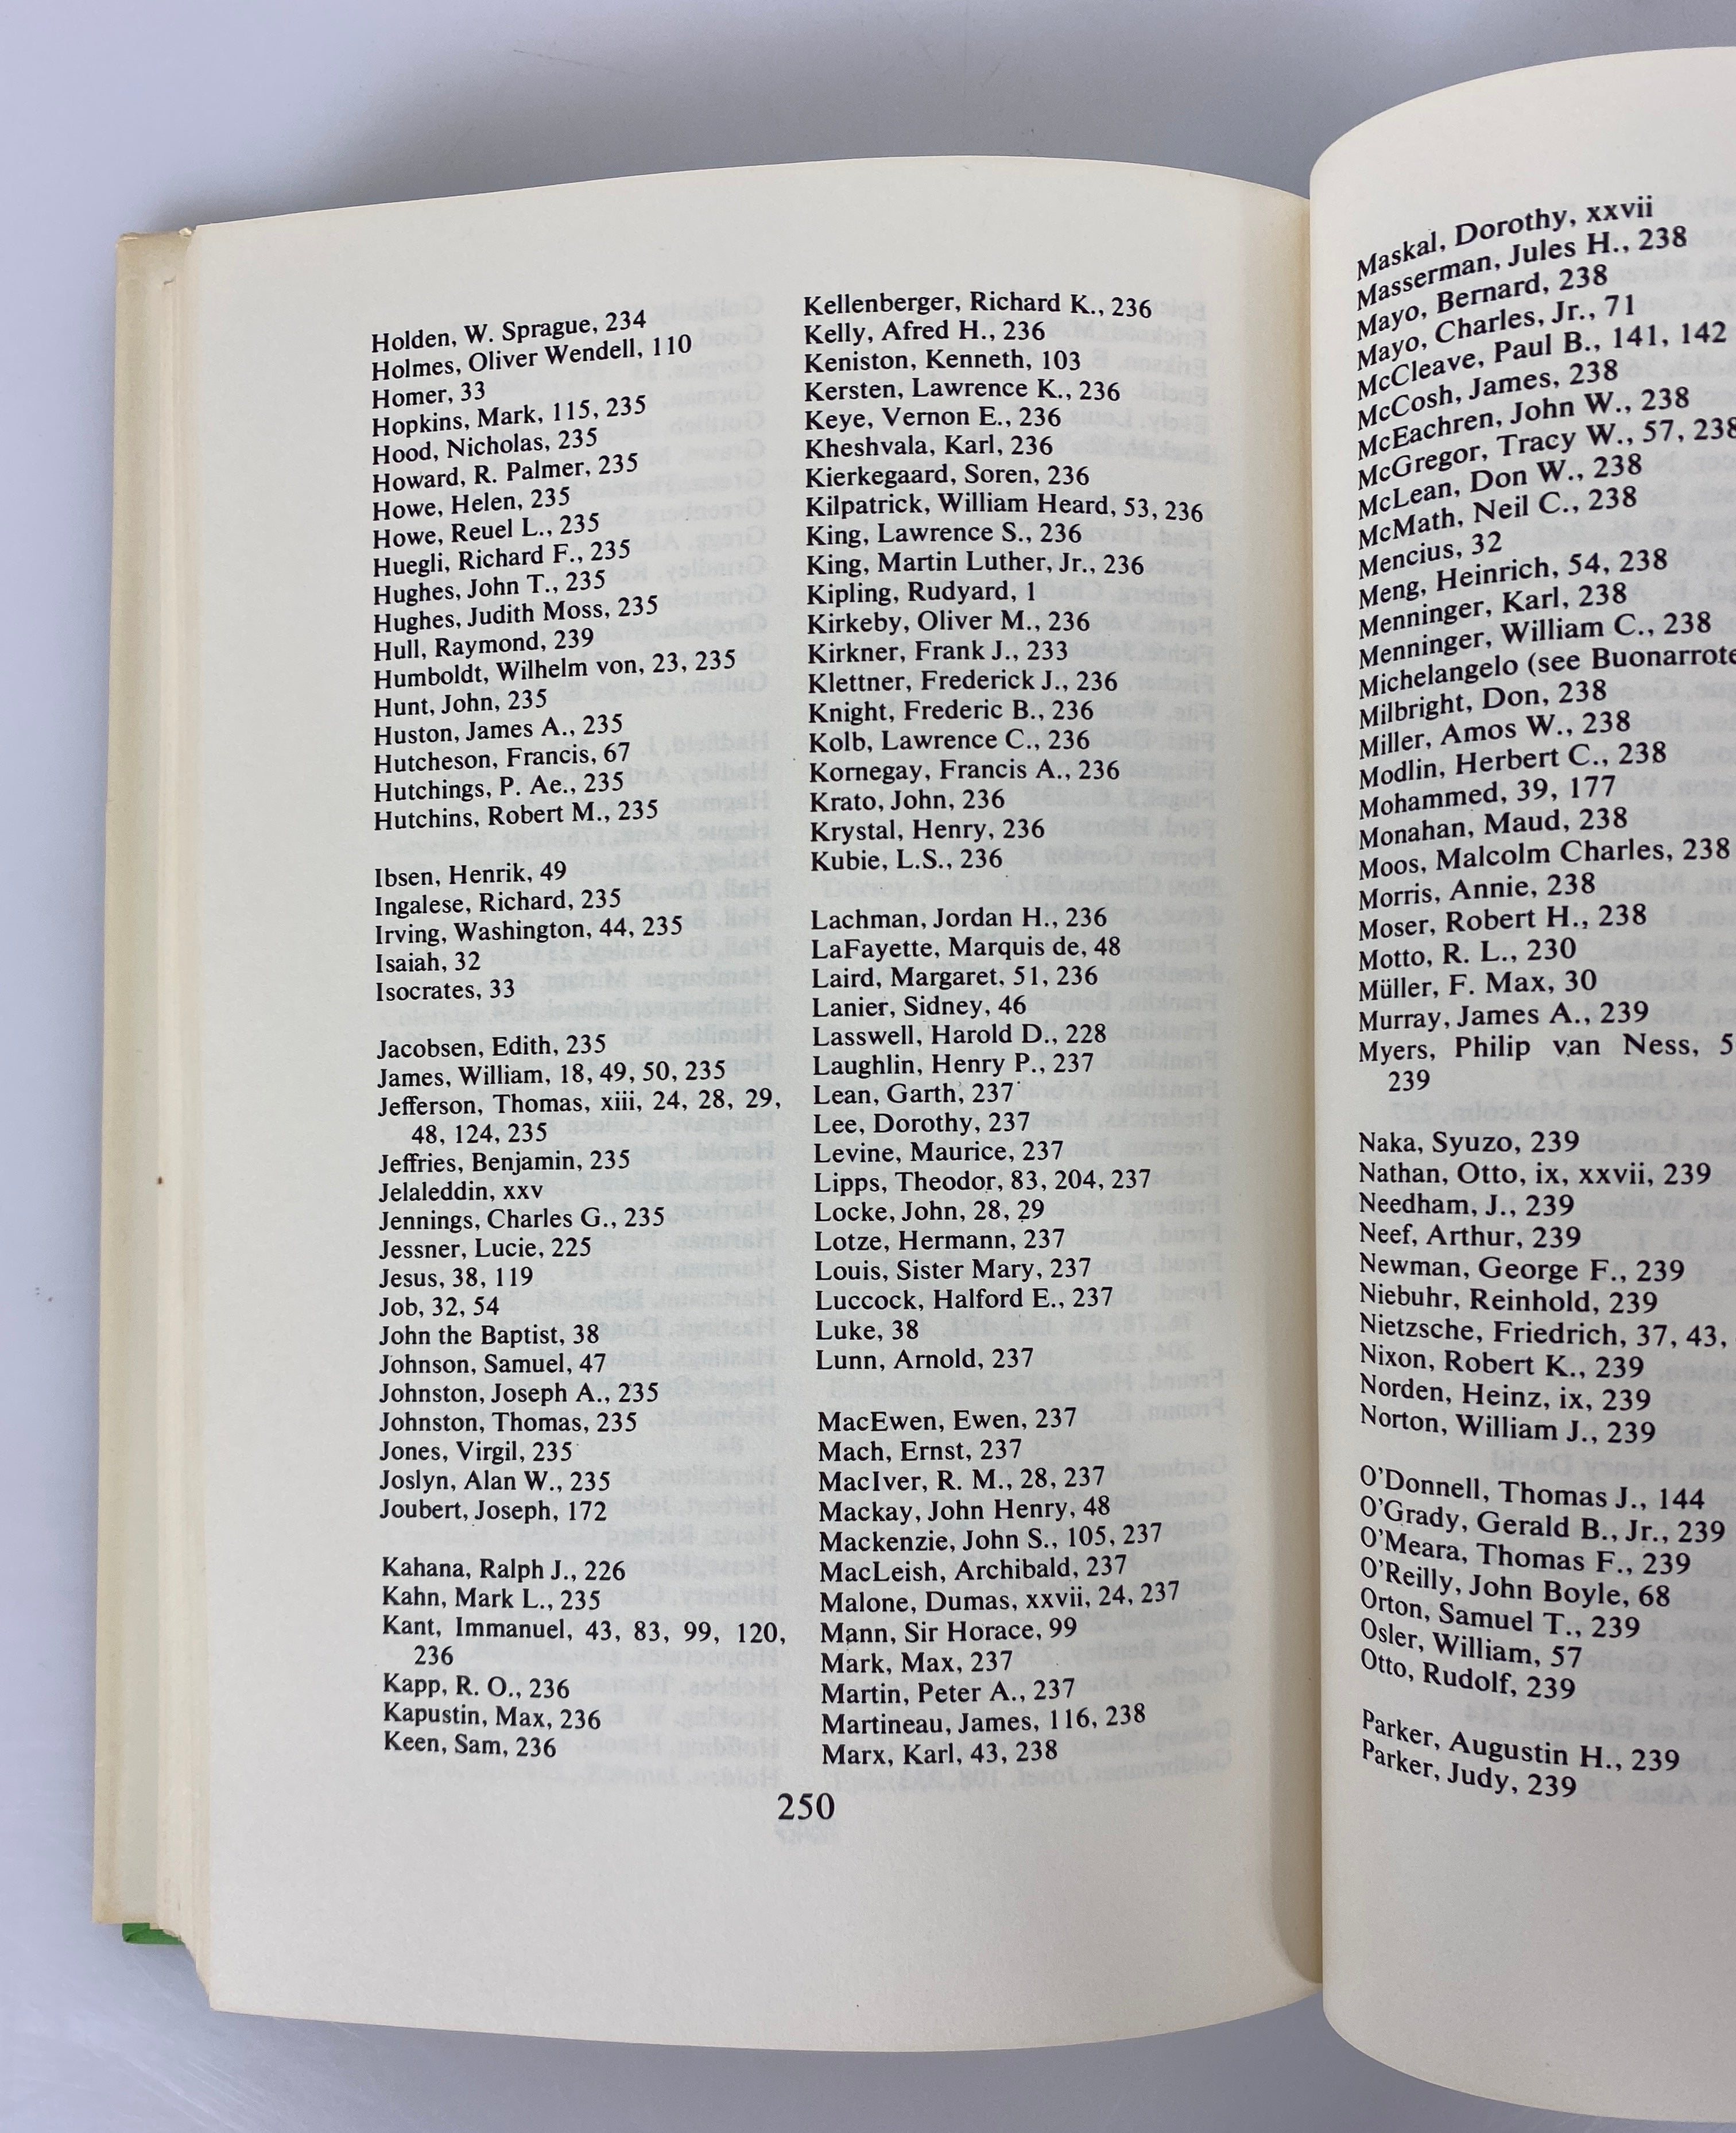 Holden, W. Sprague, 234
Holmes, Oliver Wendell, 110
Homer, 33
Hopkins, Mark, 115, 235
Hood, Nicholas, 235
Howard, R. Palmer, 235
Howe, Helen, 235
Howe, Reuel L., 235
Huegli, Richard F., 235
Hughes, John T., 235
Hughes, Judith Moss, 235
Hull, Raymond, 239
Humboldt, Wilhelm von, 23, 235
Hunt, John, 235
Huston, James A., 235
Hutcheson, Francis, 67
Hutchings, P. Ae., 235
Hutchins, Robert M., 235
Ibsen, Henrik, 49
Ingalese, Richard, 235
Irving, Washington, 44, 235
Isaiah, 32
Isocrates, 33
Jacobsen, Edith, 235
James, William, 18, 49, 50, 235
Jefferson, Thomas, xiii, 24, 28, 29,
48, 124, 235
Jeffries, Benjamin, 235
Jelaleddin, xxv
Jennings, Charles G., 235
Jessner, Lucie, 225
Jesus, 38, 119
Job, 32, 54
John the Baptist, 38
Johnson, Samuel, 47
Johnston, Joseph A., 235
Johnston, Thomas, 235
Jones, Virgil, 235
Joslyn, Alan W., 235
Joubert, Joseph, 172
Kahana, Ralph J., 226
Kahn, Mark L., 235
Kant, Immanuel, 43, 83, 99, 120,
236
Kapp, R. O., 236
Kapustin, Max, 236
Keen, Sam, 236
Kellenberger, Richard K., 236
Kelly, Afred H., 236
Keniston, Kenneth, 103
Kersten, Lawrence K., 236
Keye, Vernon E., 236
Kheshvala, Karl, 236
Kierkegaard, Soren, 236
Kilpatrick, William Heard, 53, 236
King, Lawrence S., 236
King, Martin Luther, Jr., 236
Kipling, Rudyard, 1
Kirkeby, Oliver M., 236
Kirkner, Frank J., 233
Klettner, Frederick J., 236
Knight, Frederic B., 236
Kolb, Lawrence C., 236
Kornegay, Francis A., 236
Krato, John, 236
Krystal, Henry, 236
Kubie, L.S., 236
Lachman, Jordan H., 236
LaFayette, Marquis de, 48
Laird, Margaret, 51, 236
Lanier, Sidney, 46
Lasswell, Harold D., 228
Laughlin, Henry P., 237
Lean, Garth, 237
Lee, Dorothy, 237
Levine, Maurice, 237
Lipps, Theodor, 83, 204, 237
Locke, John, 28, 29
Lotze, Hermann, 237
Louis, Sister Mary, 237
Luccock, Halford E., 237
Luke, 38
Lunn, Arnold, 237
MacEwen, Ewen, 237
Mach, Ernst, 237
MacIver, R. M., 28, 237
Mackay, John Henry, 48
Mackenzie, John S., 105, 237
MacLeish, Archibald, 237
Malone, Dumas, xxvii, 24, 237
Mann, Sir Horace, 99
Mark, Max, 237
Martin, Peter A., 237
Martineau, James, 116, 238
Marx, Karl, 43, 238
250
Maskal, Dorothy, xxvii
Masserman, Jules H., 238
Mayo, Bernard, 238
Mayo, Charles, Jr., 71
McCleave, Paul B., 141, 142
McCosh, James, 238
McEachren, John W., 238
McGregor, Tracy W., 57, 238
McLean, Don W., 238
McMath, Neil C., 238
Mencius, 32
Meng, Heinrich, 54, 238
Menninger, Karl, 238
Menninger, William C., 238
Michelangelo (see Buonarrote
Milbright, Don, 238
Miller, Amos W., 238
Modlin, Herbert C., 238
Mohammed, 39, 177
Monahan, Maud, 238
Moos, Malcolm Charles, 238
Morris, Annie, 238
Moser, Robert H., 238
Motto, R. L., 230
Müller, F. Max, 30
Murray, James A., 239
Myers, Philip van Ness, 5
239
Naka, Syuzo, 239
Nathan, Otto, ix, xxvii, 239
Needham, J., 239
Neef, Arthur, 239
Newman, George F., 239
Niebuhr, Reinhold, 239
Nietzsche, Friedrich, 37, 43,
Nixon, Robert K., 239
Norden, Heinz, ix, 239
Norton, William J., 239
O'Donnell, Thomas J., 144
O'Grady, Gerald B., Jr., 239
O'Meara, Thomas F., 239
O'Reilly, John Boyle, 68
Orton, Samuel T., 239
Osler, William, 57
Otto, Rudolf, 239
Parker, Augustin H., 239
Parker, Judy, 239